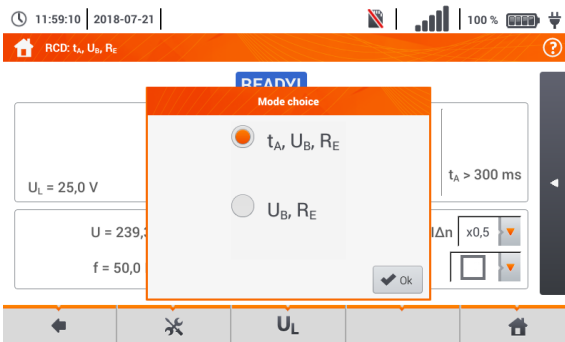 11:59:10 2018-07-21 100 %
RCD: tA, UB, RE ?
READY!
Mode choice
tA, UB, RE
UL = 25,0 V
tA > 300 ms
UB, RE
U = 239,
IΔn x0,5
f = 50,0
Ok
UL